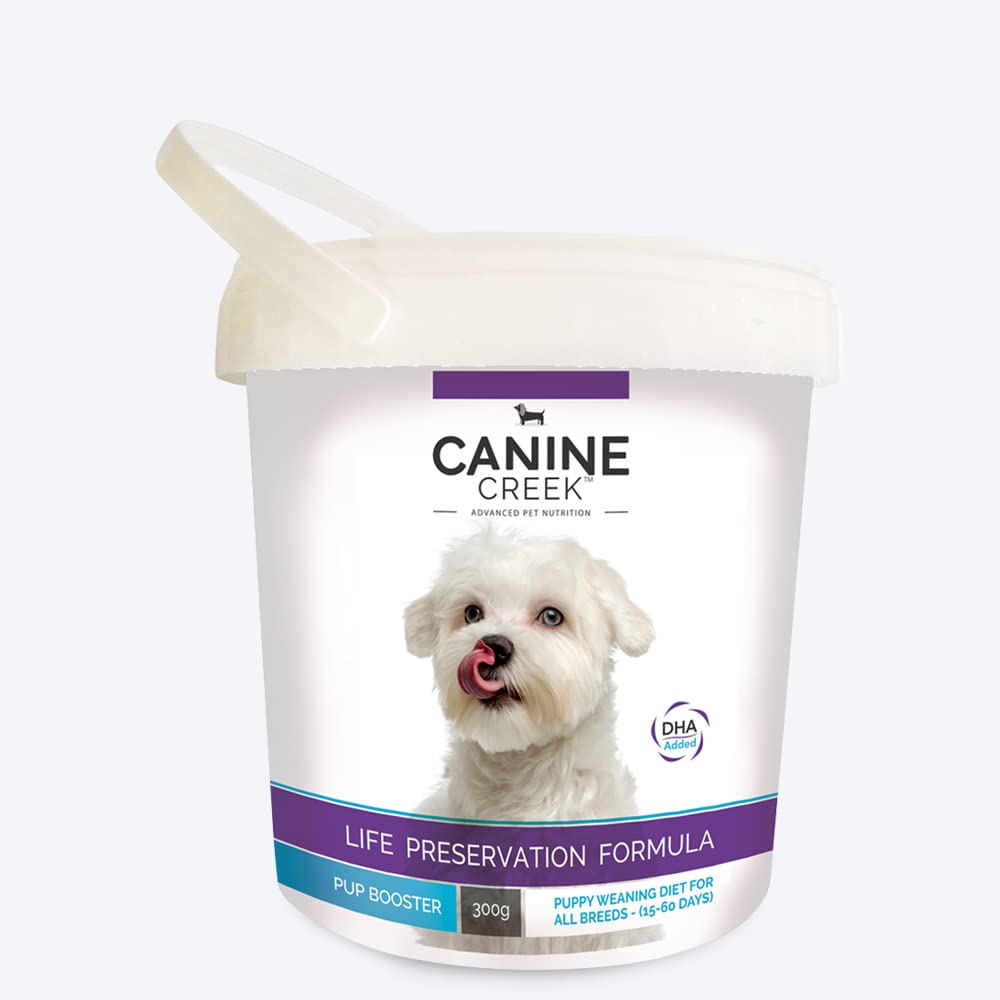 CANINE
CREEK™
ADVANCED PET NUTRITION
DHA
Added
LIFE PRESERVATION FORMULA
PUP BOOSTER
300g
PUPPY WEANING DIET FOR
ALL BREEDS - (15-60 DAYS)